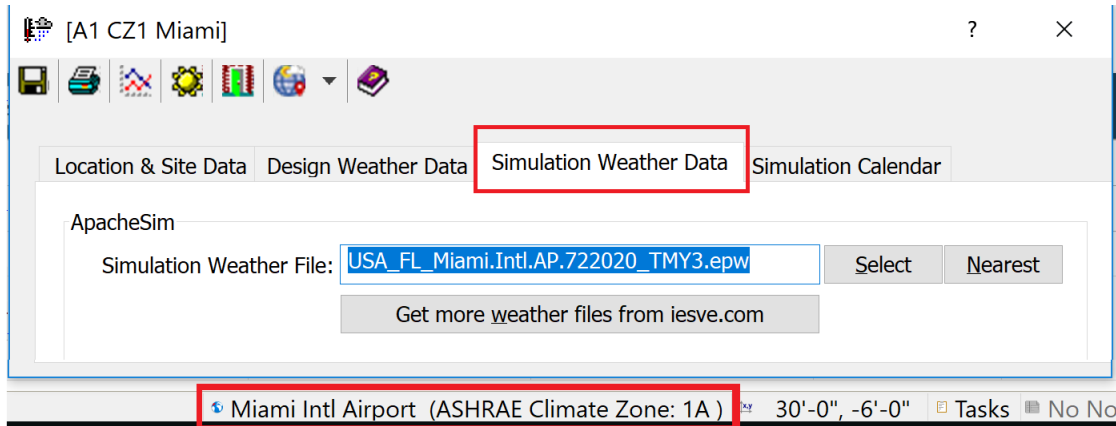 [A1 CZ1 Miami] ?
Location & Site Data Design Weather Data Simulation Weather Data Simulation Calendar
ApacheSim
Simulation Weather File: USA_FL_Miami.Intl.AP.722020_TMY3.epw Select Nearest
Get more weather files from iesve.com
Miami Intl Airport (ASHRAE Climate Zone: 1A ) 30'-0", -6'-0" Tasks No No